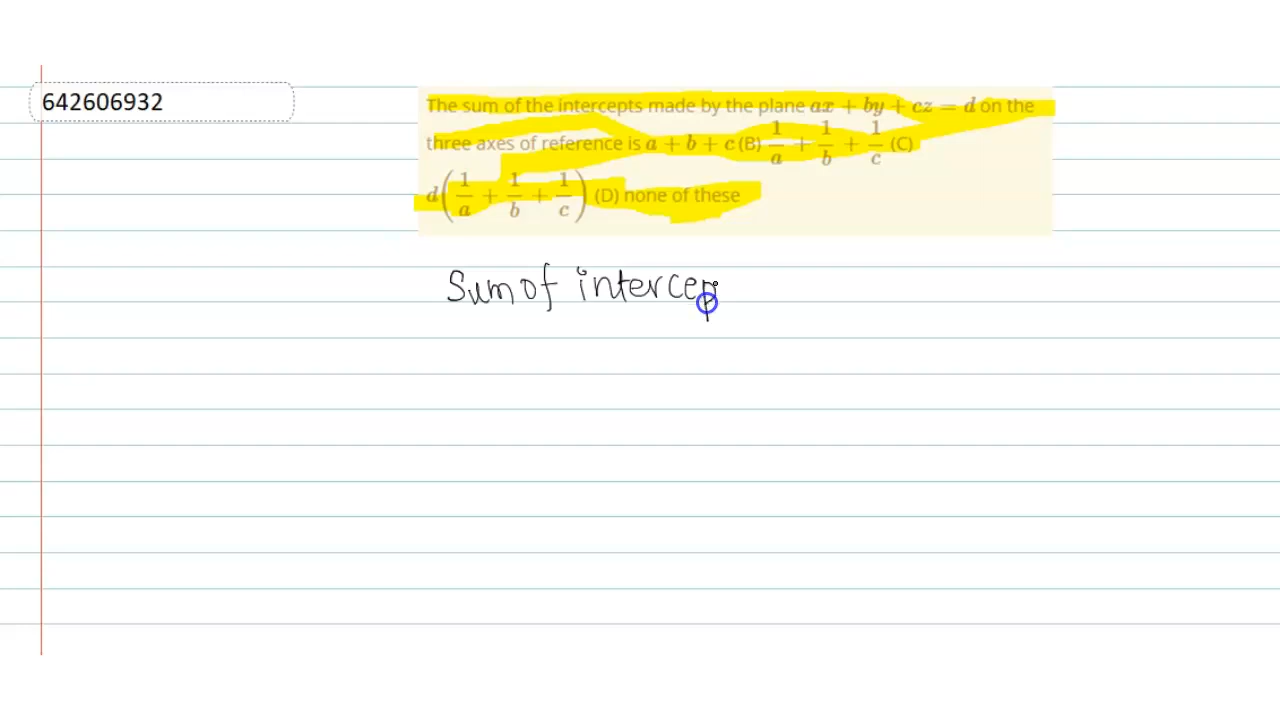 642606932
The sum of the intercepts made by the plane ax + by + cz = d on the
three axes of reference is a + b + c (B) 1/a + 1/b + 1/c (C)
d(1/a + 1/b + 1/c) (D) none of these
Sum of intercep